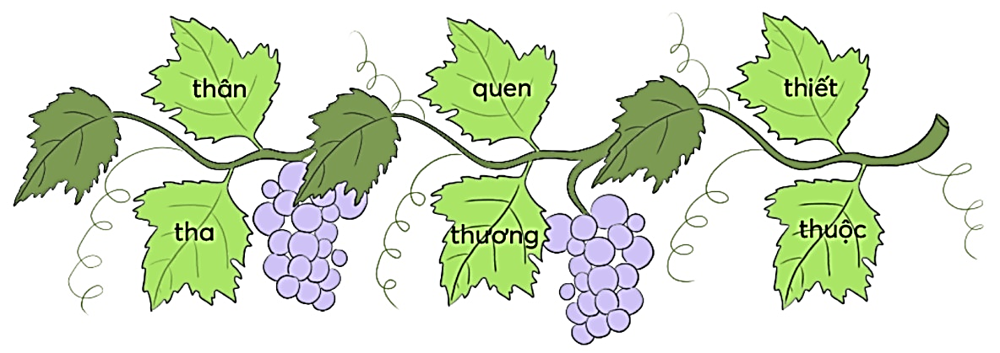 thân
quen
thiết
tha
thương
thuộc